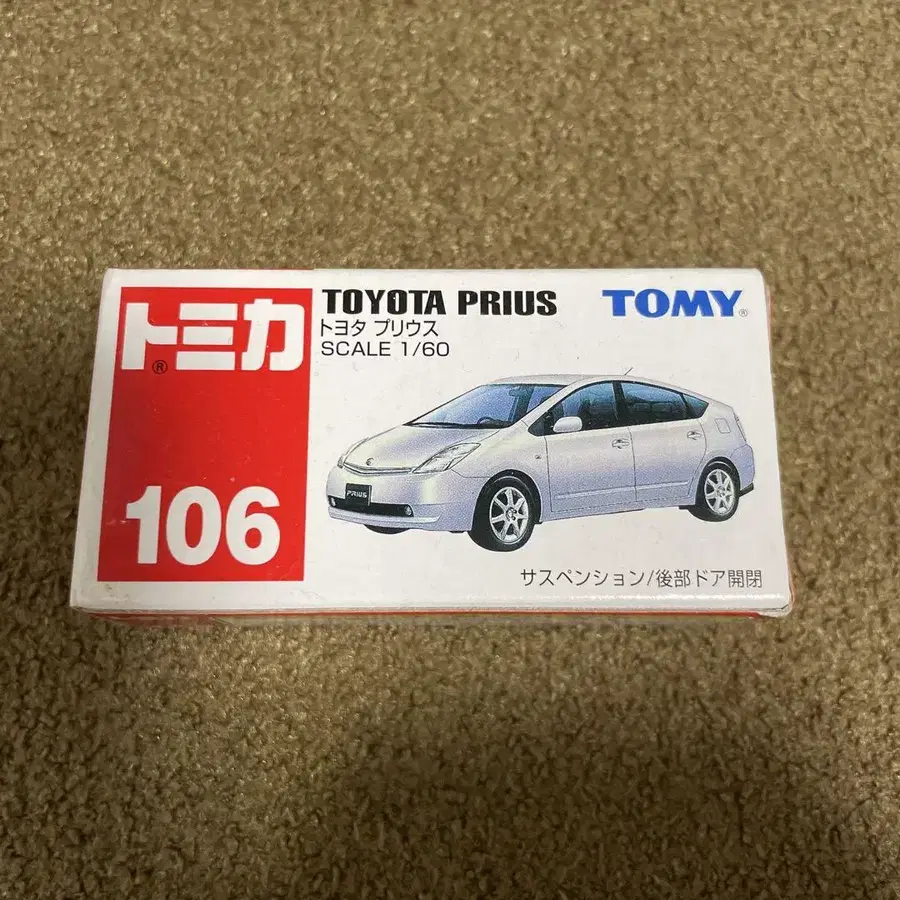 トミカ®
106
TOYOTA PRIUS
トヨタ プリウス
SCALE 1/60
TOMY®
PRIUS
サスペンション/後部ドア開閉